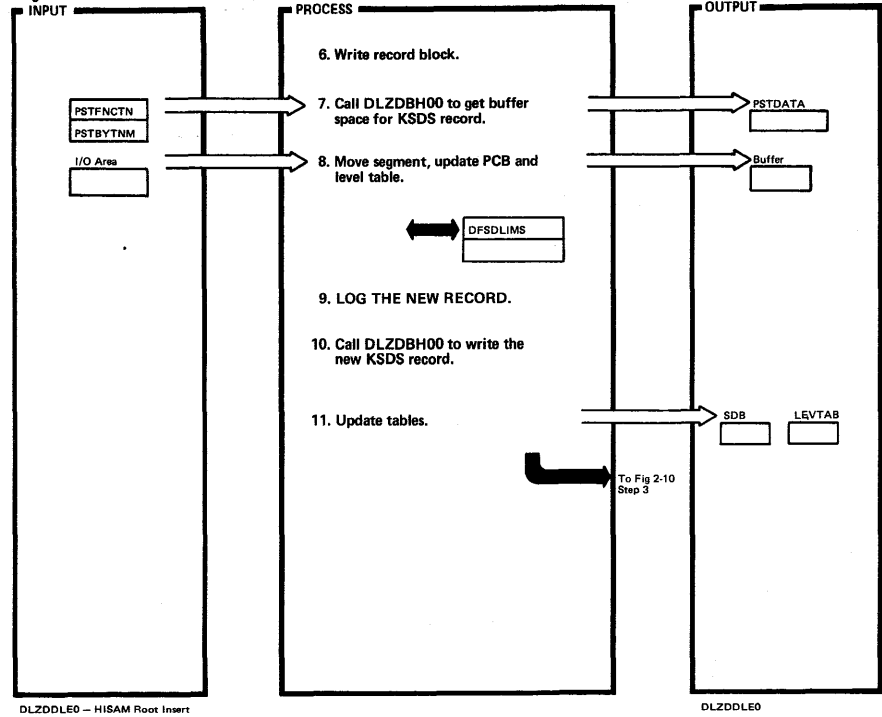 INPUT
PROCESS
OUTPUT
6. Write record block.
PSTFNCTN
PSTBYTNM
7. Call DLZDBH00 to get buffer
space for KSDS record.
PSTDATA
I/O Area
8. Move segment, update PCB and
level table.
Buffer
DFSDLIMS
9. LOG THE NEW RECORD.
10. Call DLZDBH00 to write the
new KSDS record.
11. Update tables.
SDB
LEVTAB
To Fig 2-10
Step 3
DLZDDLE0 – HISAM Root Insert
DLZDDLE0